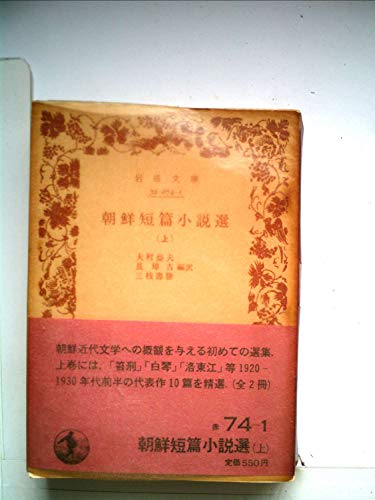 岩波文庫
朝鮮短篇小説選
(上)
大村益夫
長璋吉 編訳
三枝壽勝
朝鮮近代文学への概観を与える初めての選集.
上巻には,「笞刑」「白琴」「洛東江」等1920-
1930年代前半の代表作10篇を精選.(全2冊)
赤 74-1
朝鮮短篇小説選(上)
定価550円